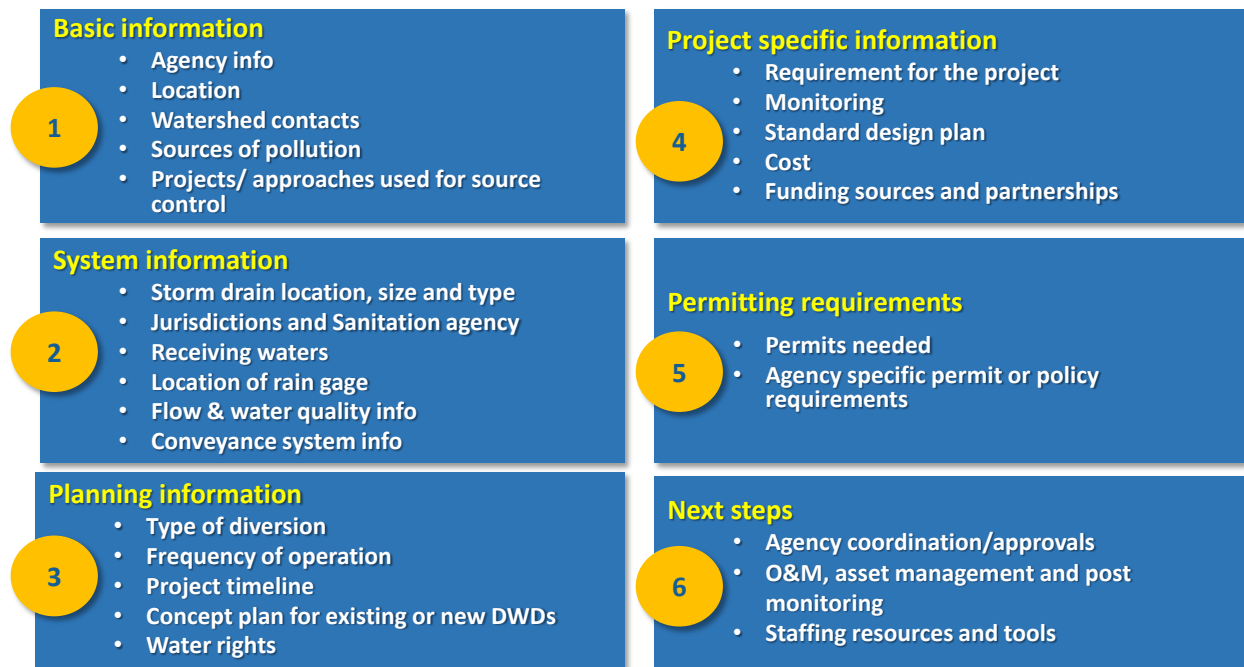 Basic information
• Agency info
• Location
• Watershed contacts
• Sources of pollution
• Projects/ approaches used for source
control
1
System information
• Storm drain location, size and type
• Jurisdictions and Sanitation agency
• Receiving waters
• Location of rain gage
• Flow & water quality info
• Conveyance system info
2
Planning information
• Type of diversion
• Frequency of operation
• Project timeline
• Concept plan for existing or new DWDs
• Water rights
3
Project specific information
• Requirement for the project
• Monitoring
• Standard design plan
• Cost
• Funding sources and partnerships
4
Permitting requirements
• Permits needed
• Agency specific permit or policy
requirements
5
Next steps
• Agency coordination/approvals
• O&M, asset management and post
monitoring
• Staffing resources and tools
6